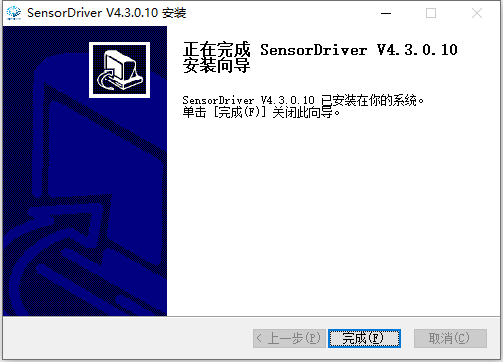 SensorDriver V4.3.0.10 安装
正在完成 SensorDriver V4.3.0.10
安装向导
SensorDriver V4.3.0.10 已安装在你的系统。
单击 [完成(F)] 关闭此向导。
< 上一步(P)
完成(F)
取消(C)